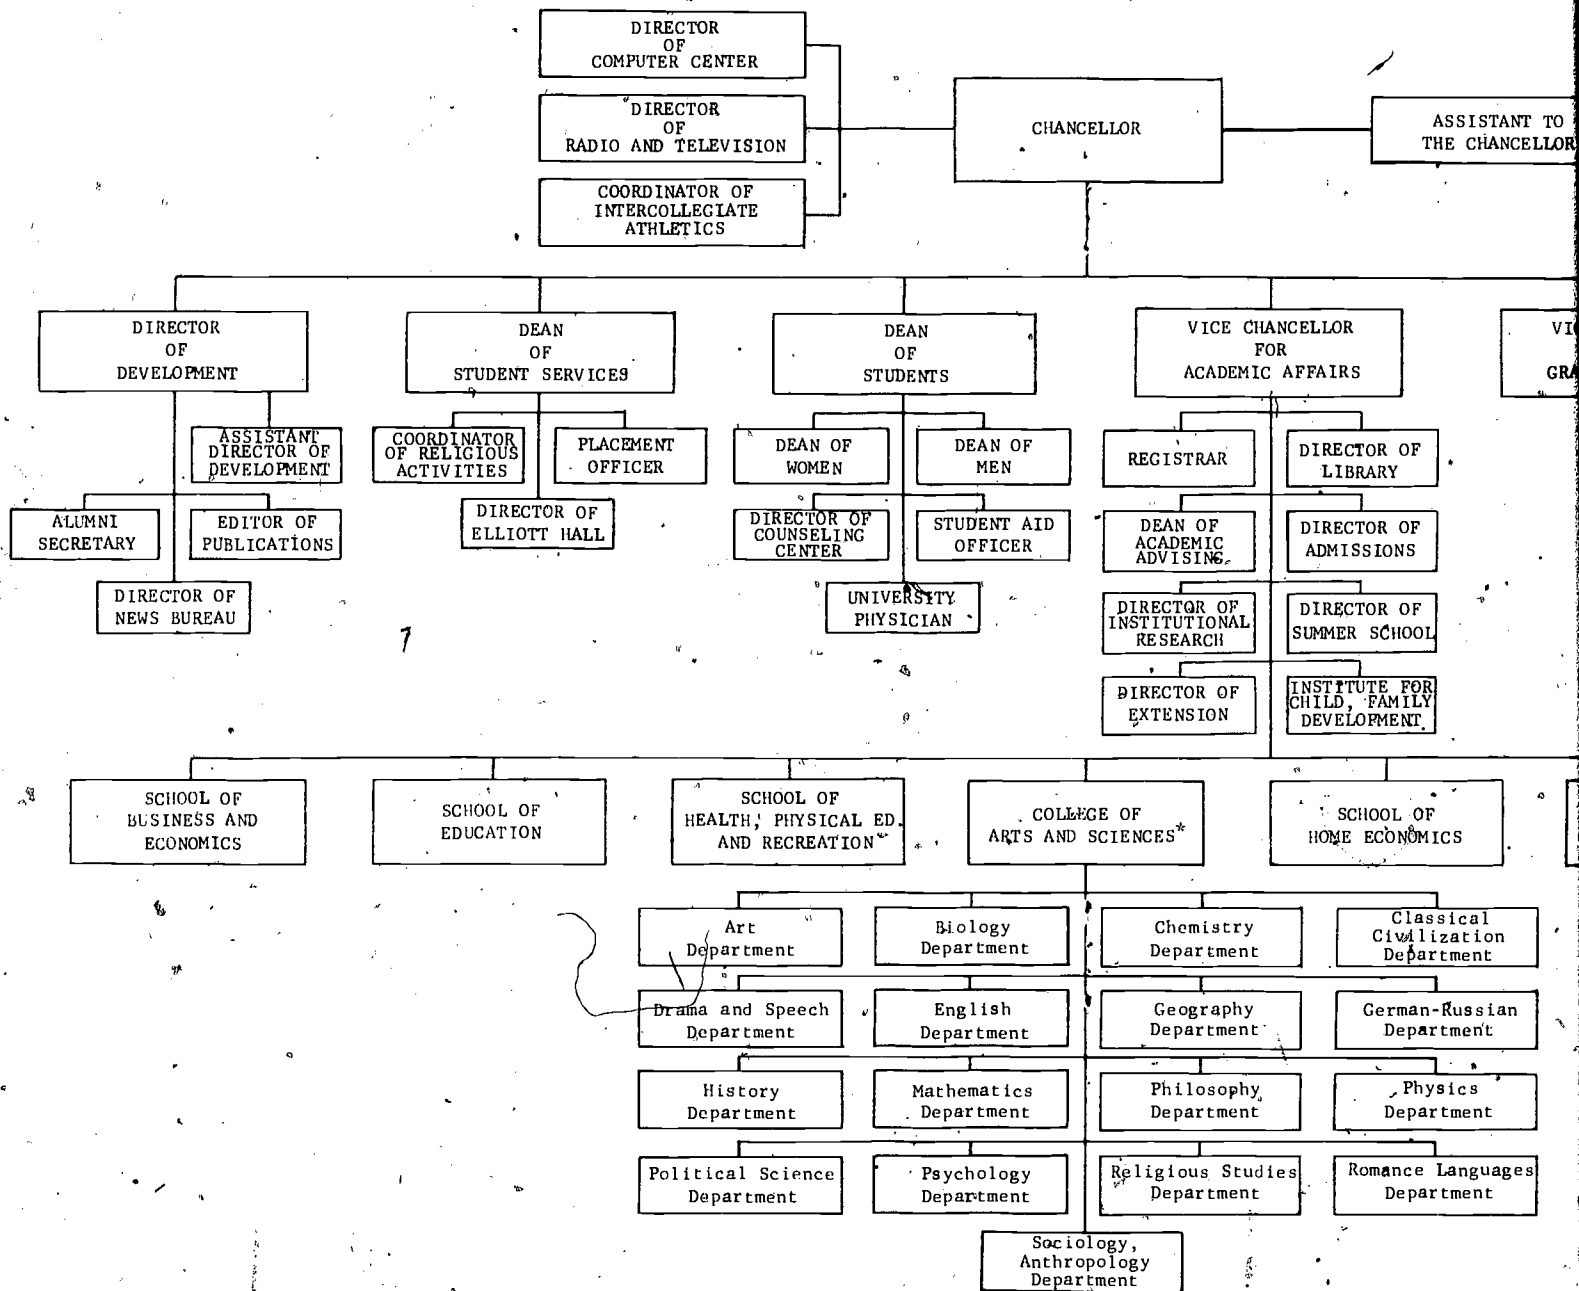 DIRECTOR
OF
COMPUTER CENTER
DIRECTOR
OF
RADIO AND TELEVISION
COORDINATOR OF
INTERCOLLEGIATE
ATHLETICS
CHANCELLOR
ASSISTANT TO
THE CHANCELLOR
DIRECTOR
OF
DEVELOPMENT
DEAN
OF
STUDENT SERVICES
DEAN
OF
STUDENTS
VICE CHANCELLOR
FOR
ACADEMIC AFFAIRS
ASSISTANT
DIRECTOR OF
DEVELOPMENT
ALUMNI
SECRETARY
EDITOR OF
PUBLICATIONS
DIRECTOR OF
NEWS BUREAU
COORDINATOR
OF RELIGIOUS
ACTIVITIES
PLACEMENT
OFFICER
DIRECTOR OF
ELLIOTT HALL
DEAN OF
WOMEN
DEAN OF
MEN
DIRECTOR OF
COUNSELING
CENTER
STUDENT AID
OFFICER
UNIVERSITY
PHYSICIAN
REGISTRAR
DIRECTOR OF
LIBRARY
DEAN OF
ACADEMIC
ADVISING
DIRECTOR OF
ADMISSIONS
DIRECTOR OF
INSTITUTIONAL
RESEARCH
DIRECTOR OF
SUMMER SCHOOL
DIRECTOR OF
EXTENSION
INSTITUTE FOR
CHILD, FAMILY
DEVELOPMENT
7
SCHOOL OF
BUSINESS AND
ECONOMICS
SCHOOL OF
EDUCATION
SCHOOL OF
HEALTH, PHYSICAL ED.
AND RECREATION*
COLLEGE OF
ARTS AND SCIENCES*
SCHOOL OF
HOME ECONOMICS
Art
Department
Biology
Department
Chemistry
Department
Classical
Civilization
Department
Drama and Speech
Department
English
Department
Geography
Department
German-Russian
Department
History
Department
Mathematics
Department
Philosophy
Department
Physics
Department
Political Science
Department
Psychology
Department
Religious Studies
Department
Romance Languages
Department
Sociology,
Anthropology
Department